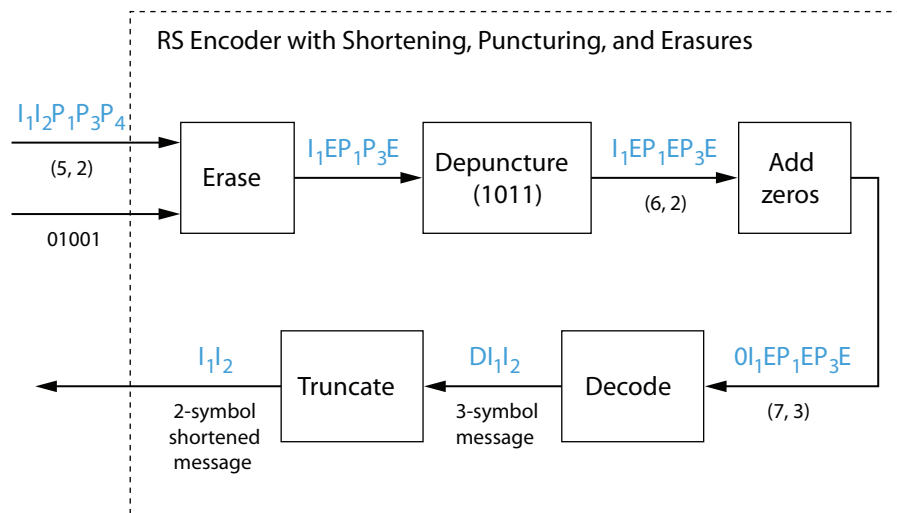 RS Encoder with Shortening, Puncturing, and Erasures
I₁I₂P₁P₃P₄
(5, 2)
01001
Erase
I₁EP₁P₃E
Depuncture
(1011)
I₁EP₁EP₃E
(6, 2)
Add
zeros
0I₁EP₁EP₃E
(7, 3)
Decode
DI₁I₂
3-symbol
message
Truncate
I₁I₂
2-symbol
shortened
message